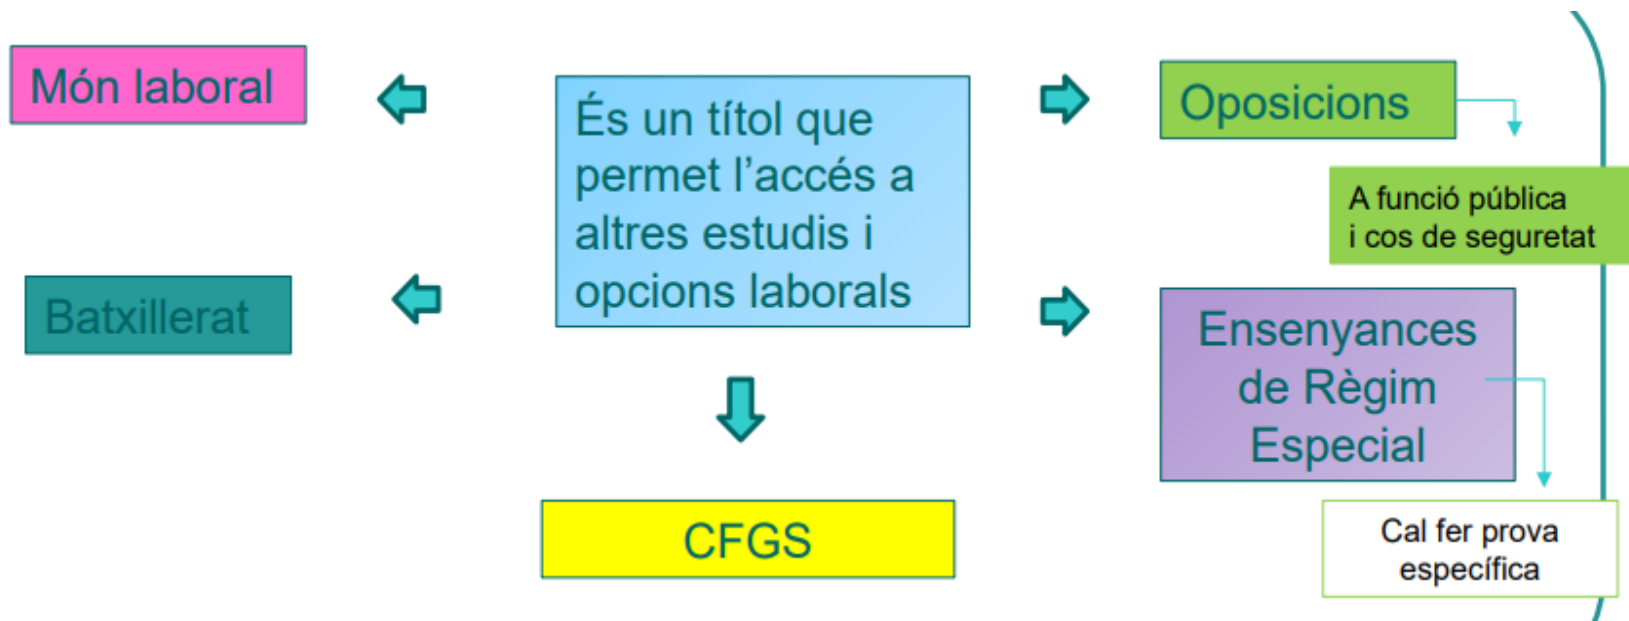 Món laboral
És un títol que
permet l'accés a
altres estudis i
opcions laborals
Oposicions
A funció pública
i cos de seguretat
Batxillerat
Ensenyances
de Règim
Especial
CFGS
Cal fer prova
específica